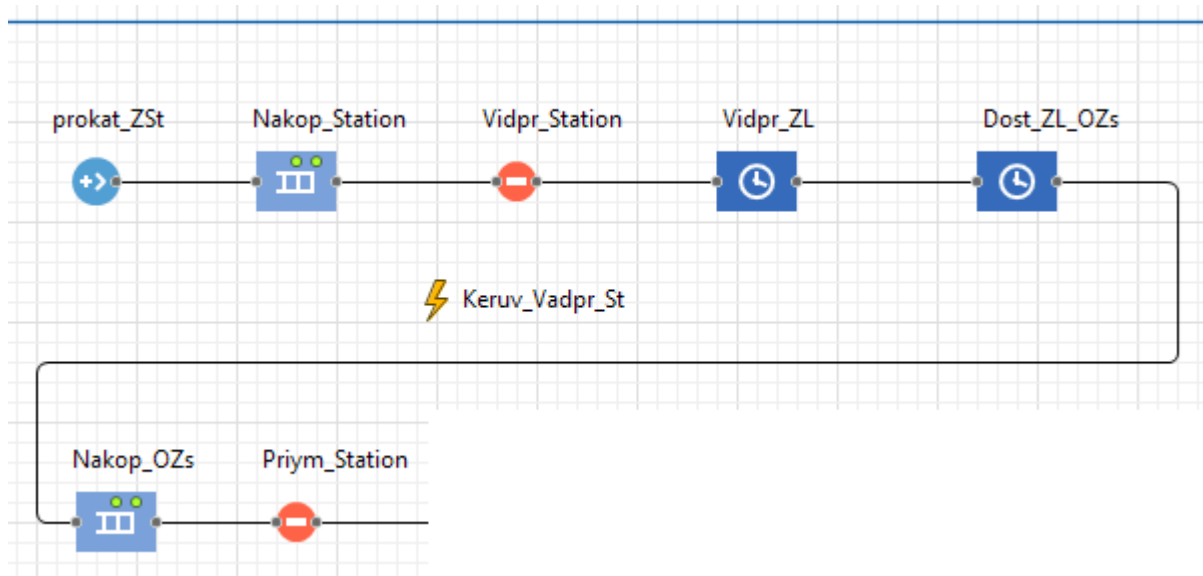 prokat_ZSt Nakop_Station Vidpr_Station Vidpr_ZL Dost_ZL_OZs
Keruv_Vadpr_St
Nakop_OZs Priym_Station